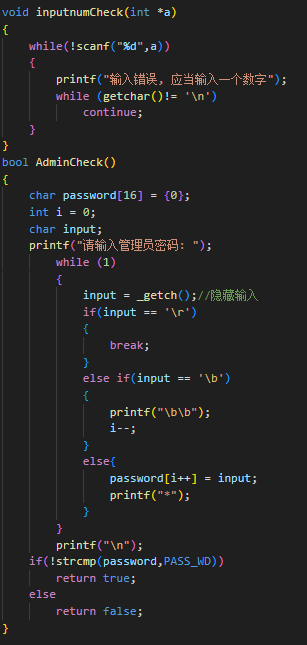 void inputnumCheck(int *a)
{
    while(!scanf("%d",a))
    {
        printf("输入错误, 应当输入一个数字");
        while (getchar()!= '\n')
            continue;
    }
}
bool AdminCheck()
{
    char password[16] = {0};
    int i = 0;
    char input;
    printf("请输入管理员密码: ");
        while (1)
        {
            input = _getch();//隐藏输入
            if(input == '\r')
            {
                break;
            }
            else if(input == '\b')
            {
                printf("\b\b");
                i--;
            }
            else{
                password[i++] = input;
                printf("*");
            }
        }
        printf("\n");
    if(!strcmp(password,PASS_WD))
        return true;
    else
        return false;
}